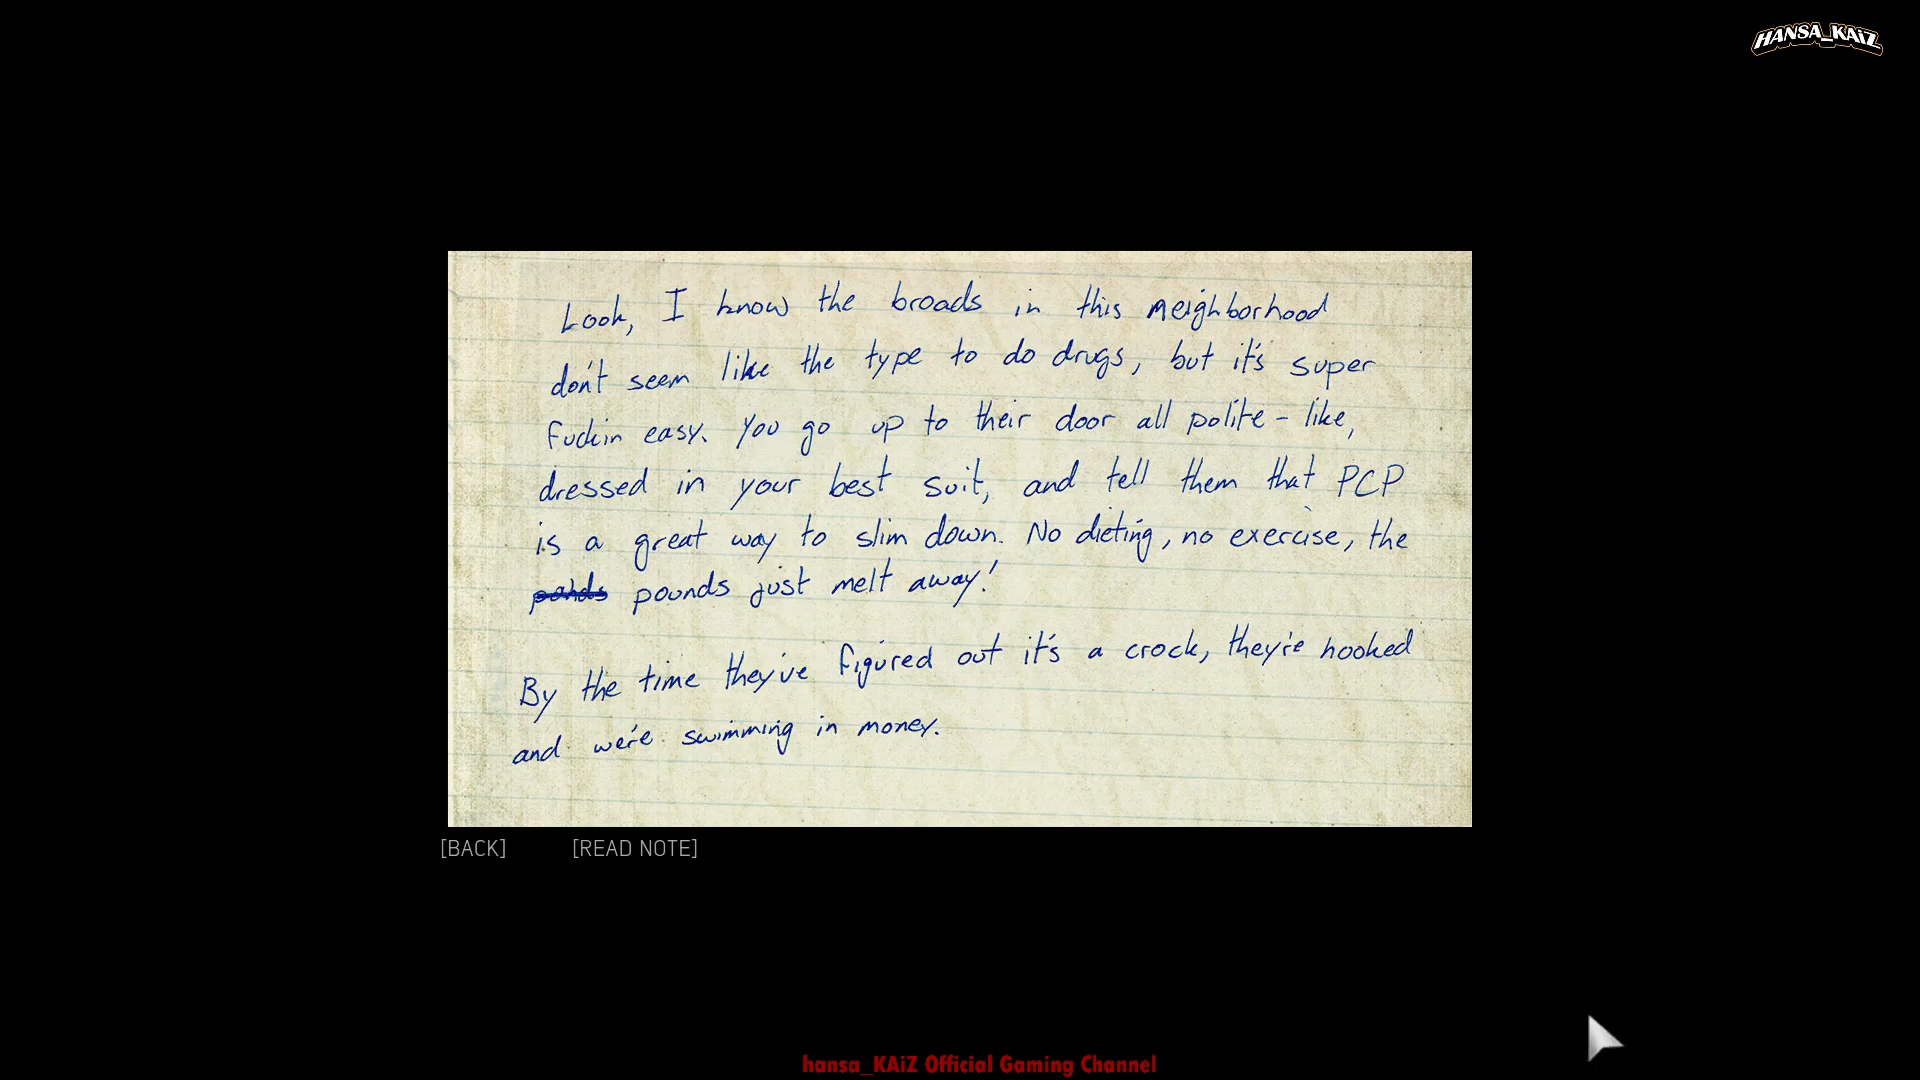 HANSA_KAiZ
Look, I know the broads in this neighborhood
don't seem like the type to do drugs, but it's super
fuckin easy. You go up to their door all polite-like,
dressed in your best suit, and tell them that PCP
is a great way to slim down. No dieting, no exercise, the
pounds just melt away!
By the time they've figured out it's a crock, they're hooked
and we're swimming in money.
[BACK] [READ NOTE]
hansa_KAiZ Official Gaming Channel